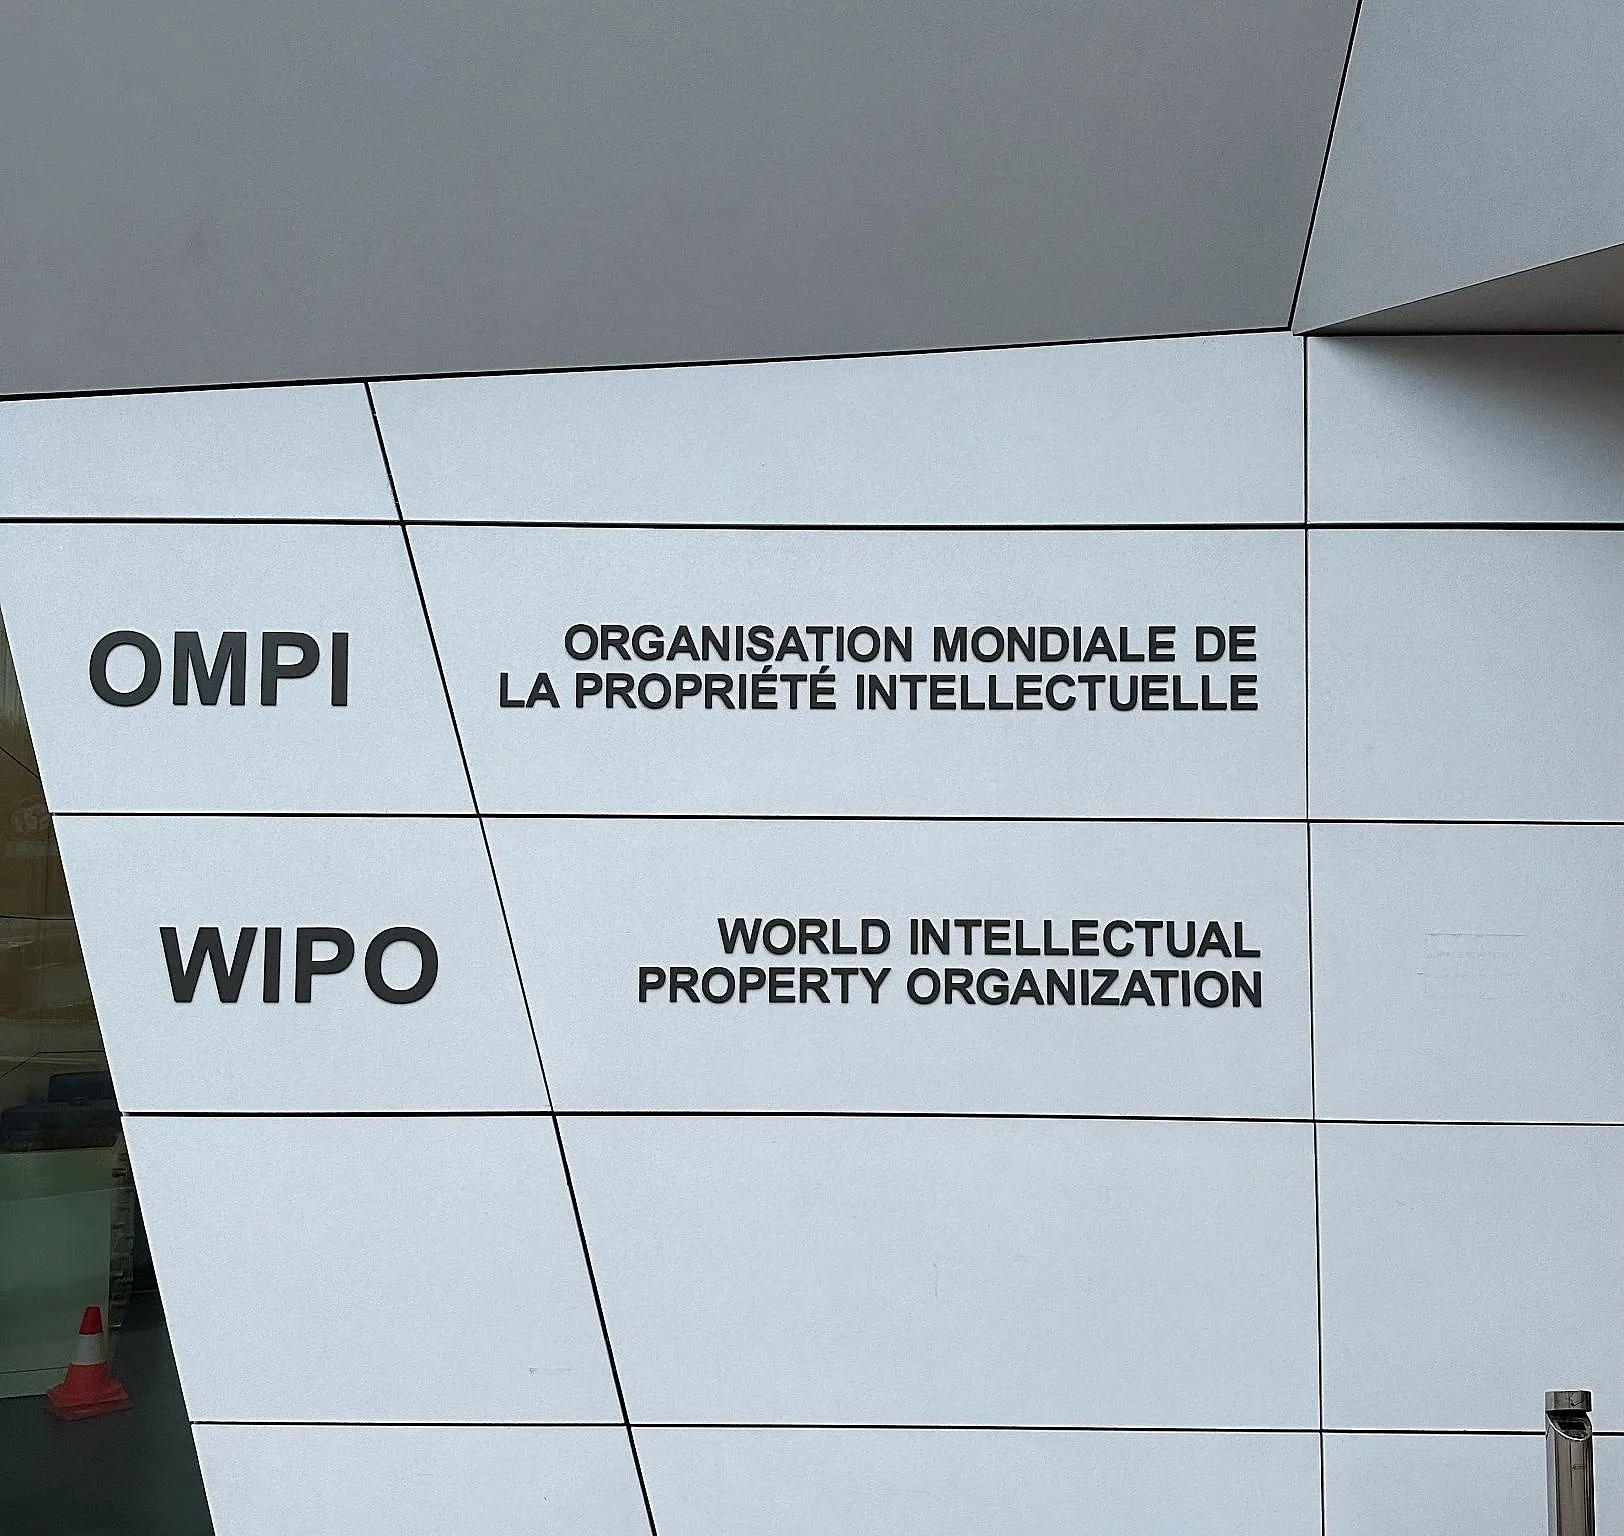 OMPI
ORGANISATION MONDIALE DE
LA PROPRIÉTÉ INTELLECTUELLE
WIPO
WORLD INTELLECTUAL
PROPERTY ORGANIZATION